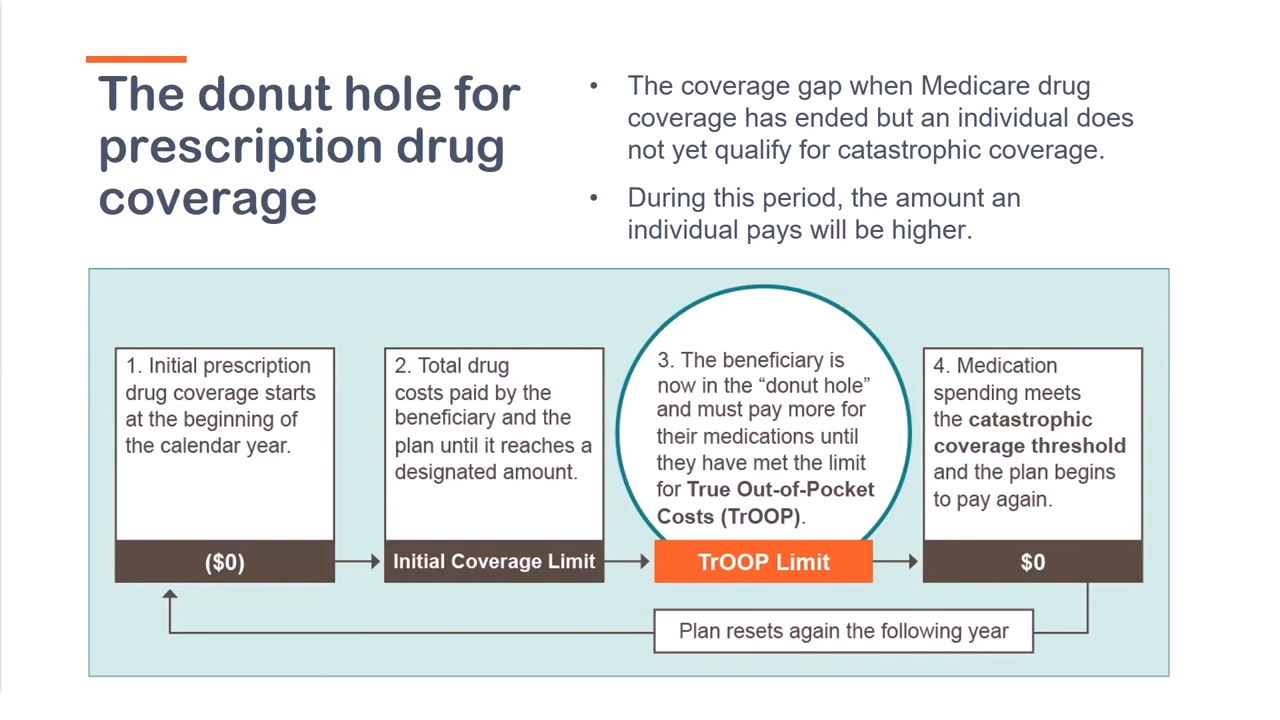 The donut hole for
prescription drug
coverage
• The coverage gap when Medicare drug
coverage has ended but an individual does
not yet qualify for catastrophic coverage.
• During this period, the amount an
individual pays will be higher.
1. Initial prescription
drug coverage starts
at the beginning of
the calendar year.
($0)
2. Total drug
costs paid by the
beneficiary and the
plan until it reaches a
designated amount.
Initial Coverage Limit
3. The beneficiary is
now in the “donut hole”
and must pay more for
their medications until
they have met the limit
for True Out-of-Pocket
Costs (TrOOP).
TrOOP Limit
4. Medication
spending meets
the catastrophic
coverage threshold
and the plan begins
to pay again.
$0
Plan resets again the following year